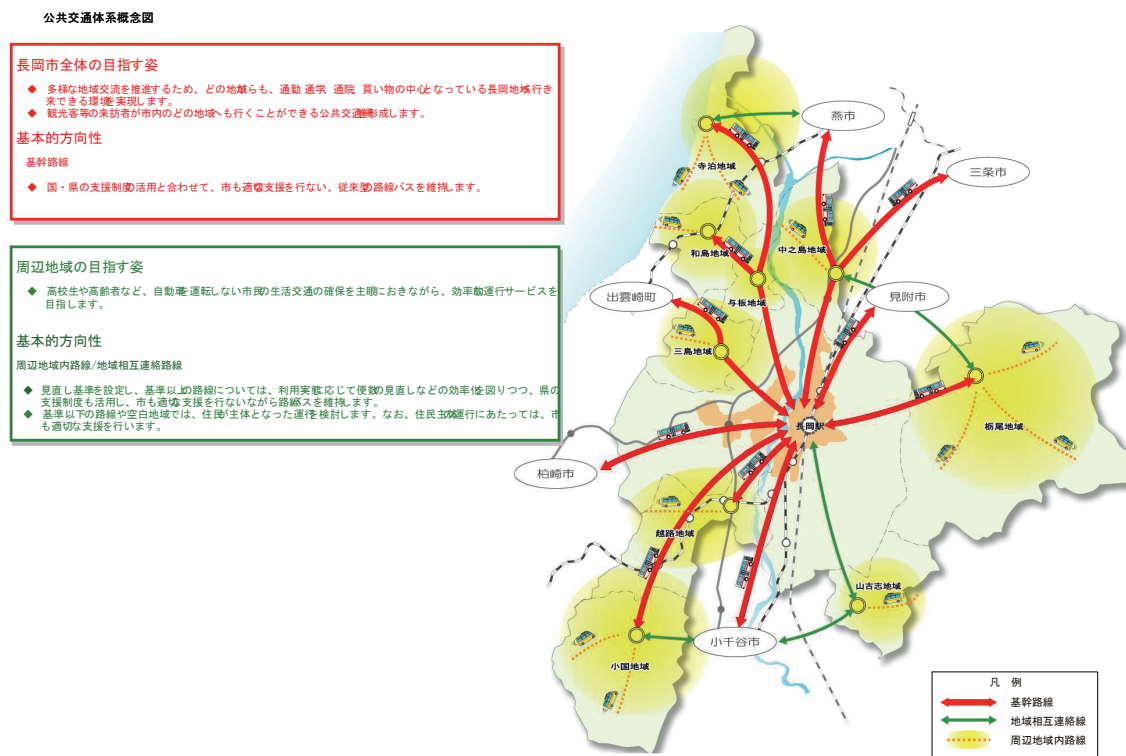 公共交通体系概念図
長岡市全体の目指す姿
◆ 多様な地域交流を推進するため、どの地域からも、通勤 通学 通院 買い物の中心となっている長岡地域へ行き
来できる環境を実現します。
◆ 観光客等の来訪者が市内のどの地域へも行くことができる公共交通を形成します。
基本的方向性
基幹路線
◆ 国・県の支援制度の活用と合わせて、市も適切な支援を行ない、従来型の路線バスを維持します。
周辺地域の目指す姿
◆ 高校生や高齢者など、自動車を運転しない市民の生活交通の確保を主眼におきながら、効率的な運行サービスを
目指します。
基本的方向性
周辺地域内路線/地域相互連絡路線
◆ 見直し基準を設定し、基準以上の路線については、利用実態に応じて便数の見直しなどの効率化を図りつつ、県の
支援制度も活用し、市も適切な支援を行ないながら路線バスを維持します。
◆ 基準以下の路線や空白地域では、住民が主体となった運行を検討します。なお、住民主体の運行にあたっては、市
も適切な支援を行います。
燕市
三条市
寺泊地域
和島地域
中之島地域
出雲崎町
与板地域
見附市
三島地域
長岡駅
栃尾地域
柏崎市
越路地域
山古志地域
小千谷市
小国地域
凡 例
基幹路線
地域相互連絡線
周辺地域内路線